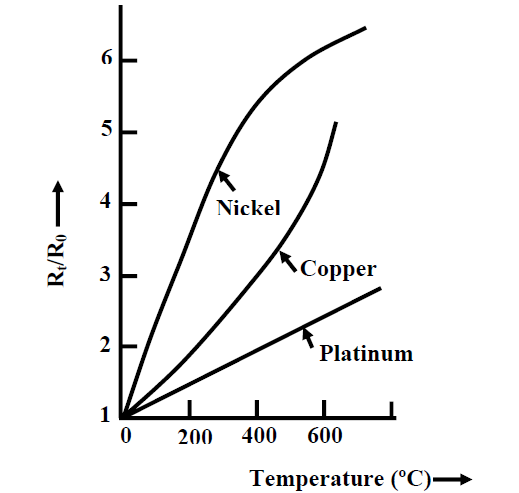 6
5
4
3
2
1
Rt/R0
Nickel
Copper
Platinum
0 200 400 600
Temperature (ºC)